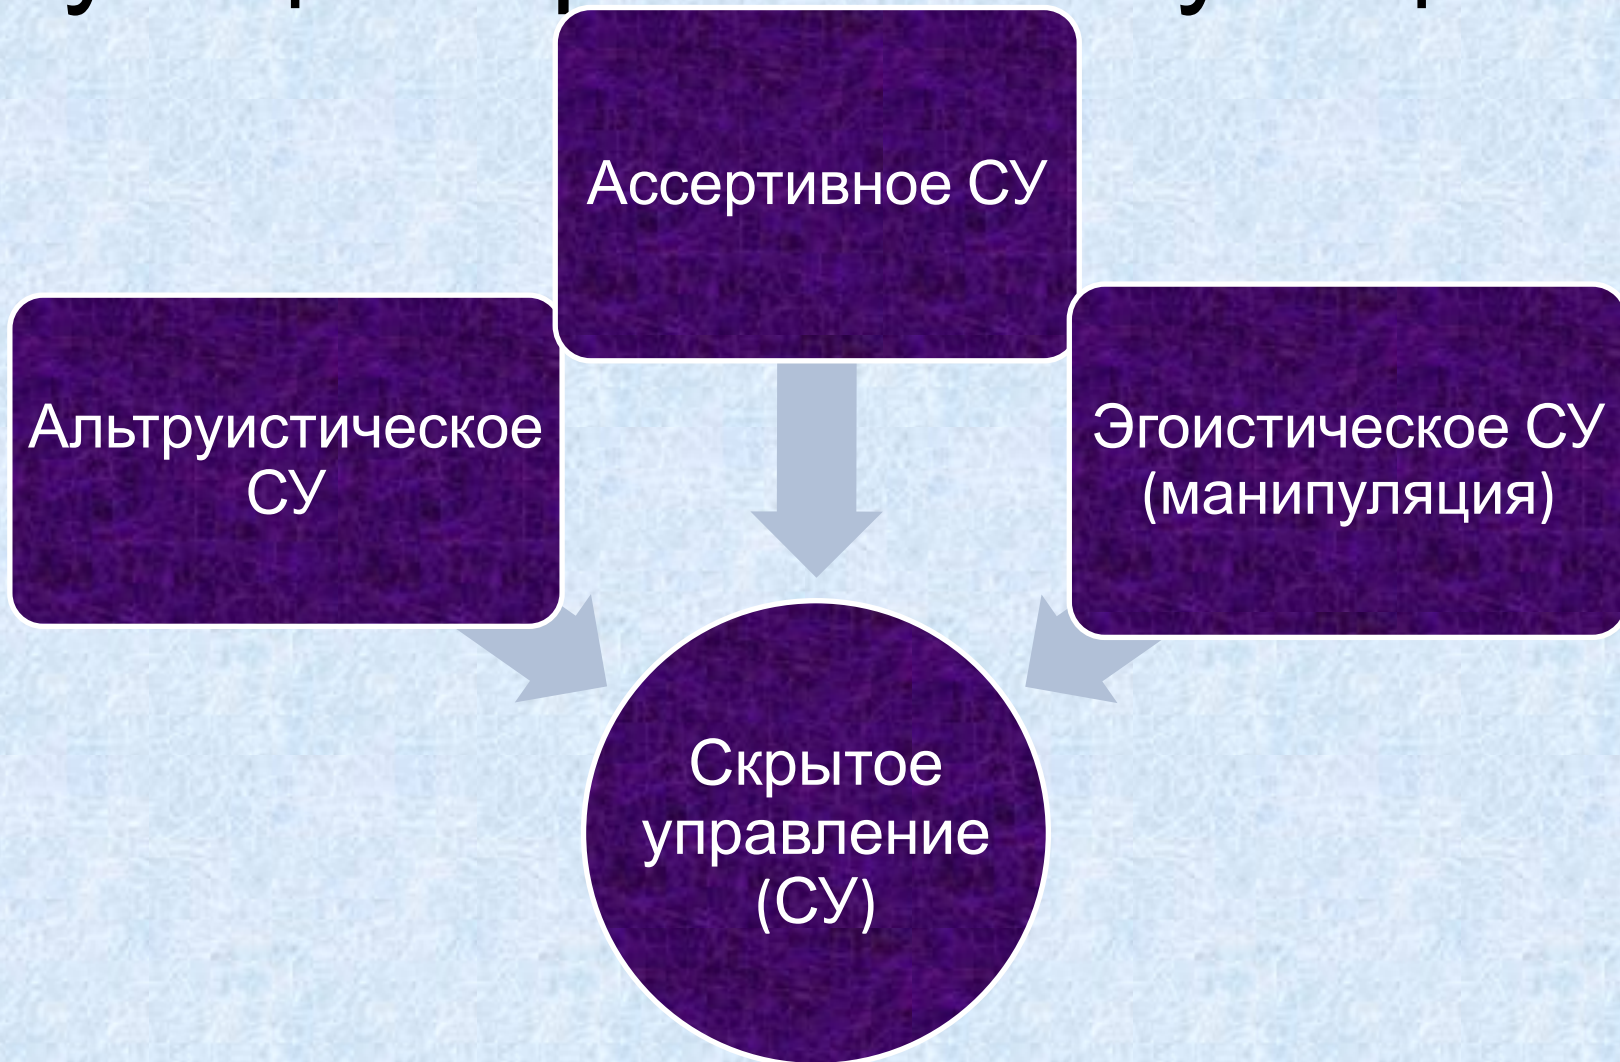 Ассертивное СУ
Альтруистическое
СУ
Эгоистическое СУ
(манипуляция)
Скрытое
управление
(СУ)